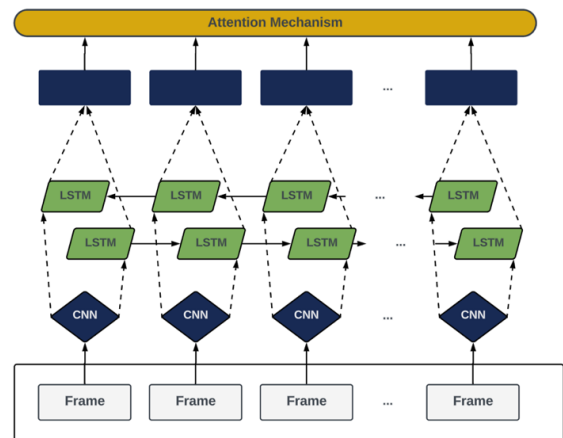 Attention Mechanism
...
LSTM LSTM LSTM ... LSTM
LSTM LSTM LSTM ... LSTM
CNN CNN CNN ... CNN
Frame Frame Frame ... Frame